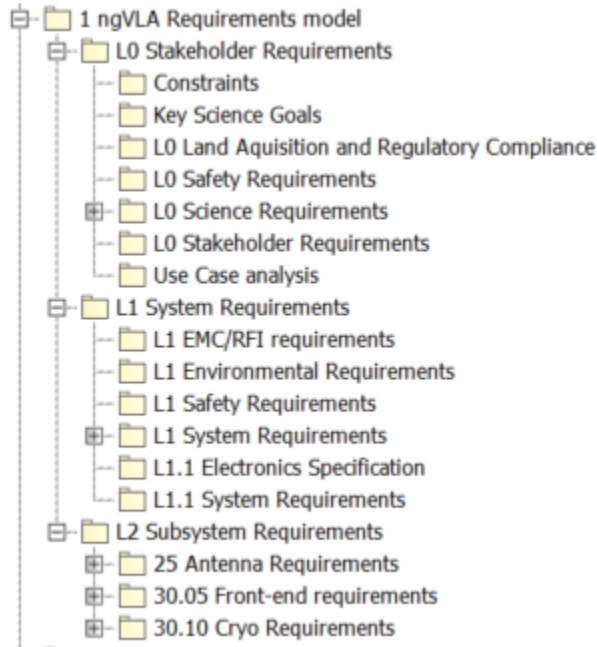 1 ngVLA Requirements model
L0 Stakeholder Requirements
Constraints
Key Science Goals
L0 Land Aquisition and Regulatory Compliance
L0 Safety Requirements
L0 Science Requirements
L0 Stakeholder Requirements
Use Case analysis
L1 System Requirements
L1 EMC/RFI requirements
L1 Environmental Requirements
L1 Safety Requirements
L1 System Requirements
L1.1 Electronics Specification
L1.1 System Requirements
L2 Subsystem Requirements
25 Antenna Requirements
30.05 Front-end requirements
30.10 Cryo Requirements